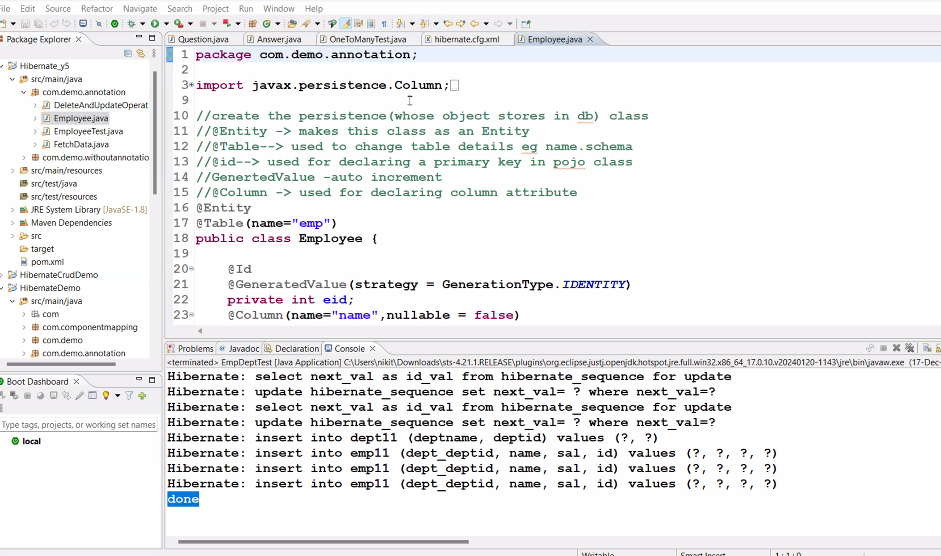 File Edit Source Refactor Navigate Search Project Run Window Help
Package Explorer
Hibernate_y5
src/main/java
com.demo.annotation
DeleteAndUpdateOperat
Employee.java
EmployeeTest.java
FetchData.java
com.demo.withoutannotatio
src/main/resources
src/test/java
src/test/resources
JRE System Library [JavaSE-1.8]
Maven Dependencies
src
target
pom.xml
HibernateCrudDemo
HibernateDemo
src/main/java
com
com.componentmapping
com.demo
com.demo.annotation
Boot Dashboard
Type tags, projects, or working set names
local
Question.java Answer.java OneToManyTest.java hibernate.cfg.xml Employee.java
1 package com.demo.annotation;
2
3 import javax.persistence.Column;
9
10 //create the persistence(whose object stores in db) class
11 //@Entity -> makes this class as an Entity
12 //@Table--> used to change table details eg name.schema
13 //@id--> used for declaring a primary key in pojo class
14 //GenertedValue -auto increment
15 //@Column -> used for declaring column attribute
16 @Entity
17 @Table(name="emp")
18 public class Employee {
19
20 @Id
21 @GeneratedValue(strategy = GenerationType.IDENTITY)
22 private int eid;
23 @Column(name="name",nullable = false)
Problems Javadoc Declaration Console
<terminated> EmpDeptTest [Java Application] C:\Users\nikit\Downloads\sts-4.21.1.RELEASE\plugins\org.eclipse.justj.openjdk.hotspot.jre.full.win32.x86_64_17.0.10.v20240120-1143\jre\bin\javaw.exe (17-Dec-
Hibernate: select next_val as id_val from hibernate_sequence for update
Hibernate: update hibernate_sequence set next_val= ? where next_val=?
Hibernate: select next_val as id_val from hibernate_sequence for update
Hibernate: update hibernate_sequence set next_val= ? where next_val=?
Hibernate: insert into dept11 (deptname, deptid) values (?, ?)
Hibernate: insert into emp11 (dept_deptid, name, sal, id) values (?, ?, ?, ?)
Hibernate: insert into emp11 (dept_deptid, name, sal, id) values (?, ?, ?, ?)
Hibernate: insert into emp11 (dept_deptid, name, sal, id) values (?, ?, ?, ?)
done
Writable Smart Insert 1 : 1 : 0